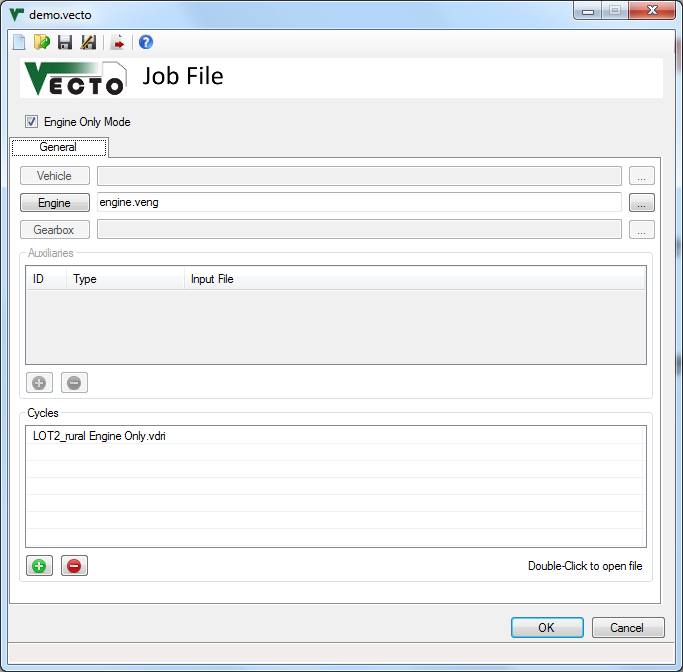 demo.vecto
VECTO Job File
Engine Only Mode
General
Vehicle ...
Engine engine.veng ...
Gearbox ...
Auxiliaries
ID Type Input File
Cycles
LOT2_rural Engine Only.vdri
Double-Click to open file
OK Cancel